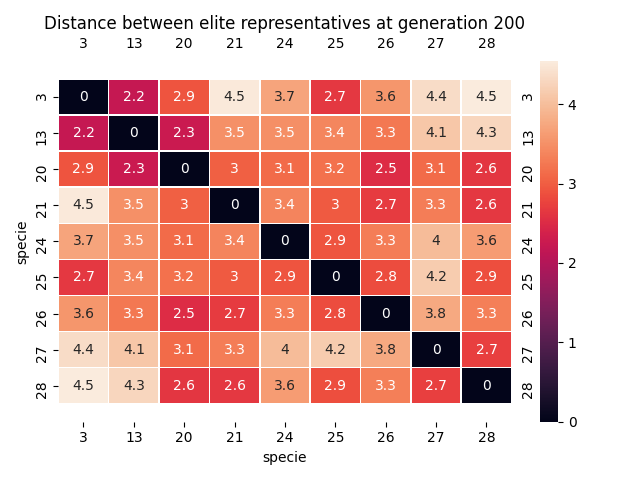 Distance between elite representatives at generation 200
3 13 20 21 24 25 26 27 28
3 0 2.2 2.9 4.5 3.7 2.7 3.6 4.4 4.5 3
13 2.2 0 2.3 3.5 3.5 3.4 3.3 4.1 4.3 13
20 2.9 2.3 0 3 3.1 3.2 2.5 3.1 2.6 20
21 4.5 3.5 3 0 3.4 3 2.7 3.3 2.6 21
24 3.7 3.5 3.1 3.4 0 2.9 3.3 4 3.6 24
25 2.7 3.4 3.2 3 2.9 0 2.8 4.2 2.9 25
26 3.6 3.3 2.5 2.7 3.3 2.8 0 3.8 3.3 26
27 4.4 4.1 3.1 3.3 4 4.2 3.8 0 2.7 27
28 4.5 4.3 2.6 2.6 3.6 2.9 3.3 2.7 0 28
3 13 20 21 24 25 26 27 28
specie
specie
4
3
2
1
0